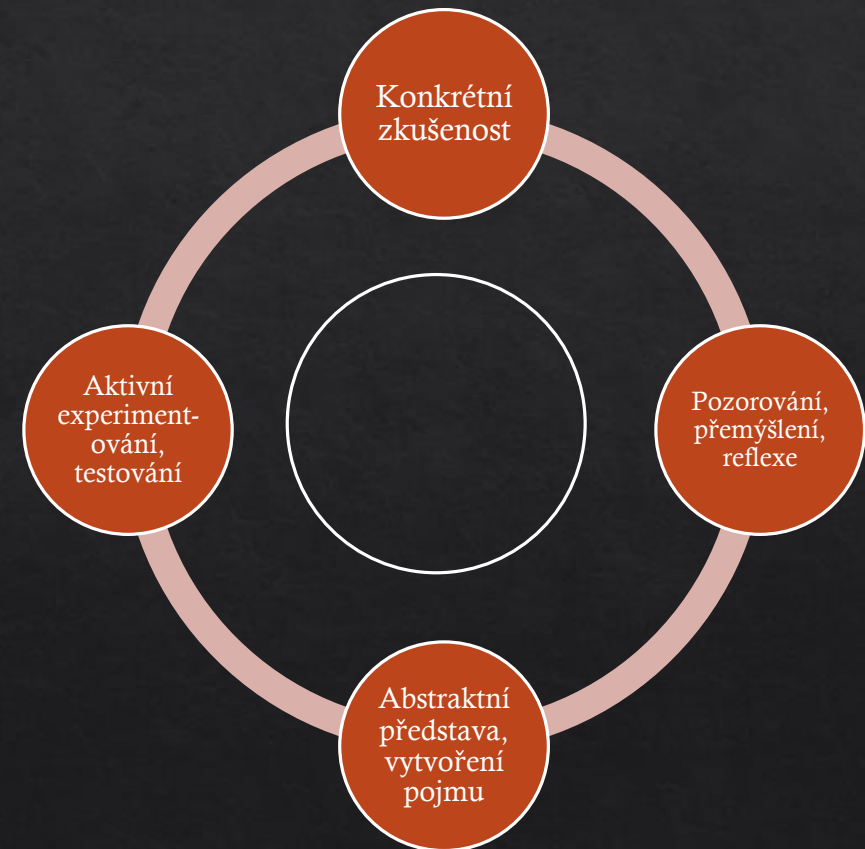 Konkrétní
zkušenost
Aktivní
experiment-
ování,
testování
Pozorování,
přemýšlení,
reflexe
Abstraktní
představa,
vytvoření
pojmu